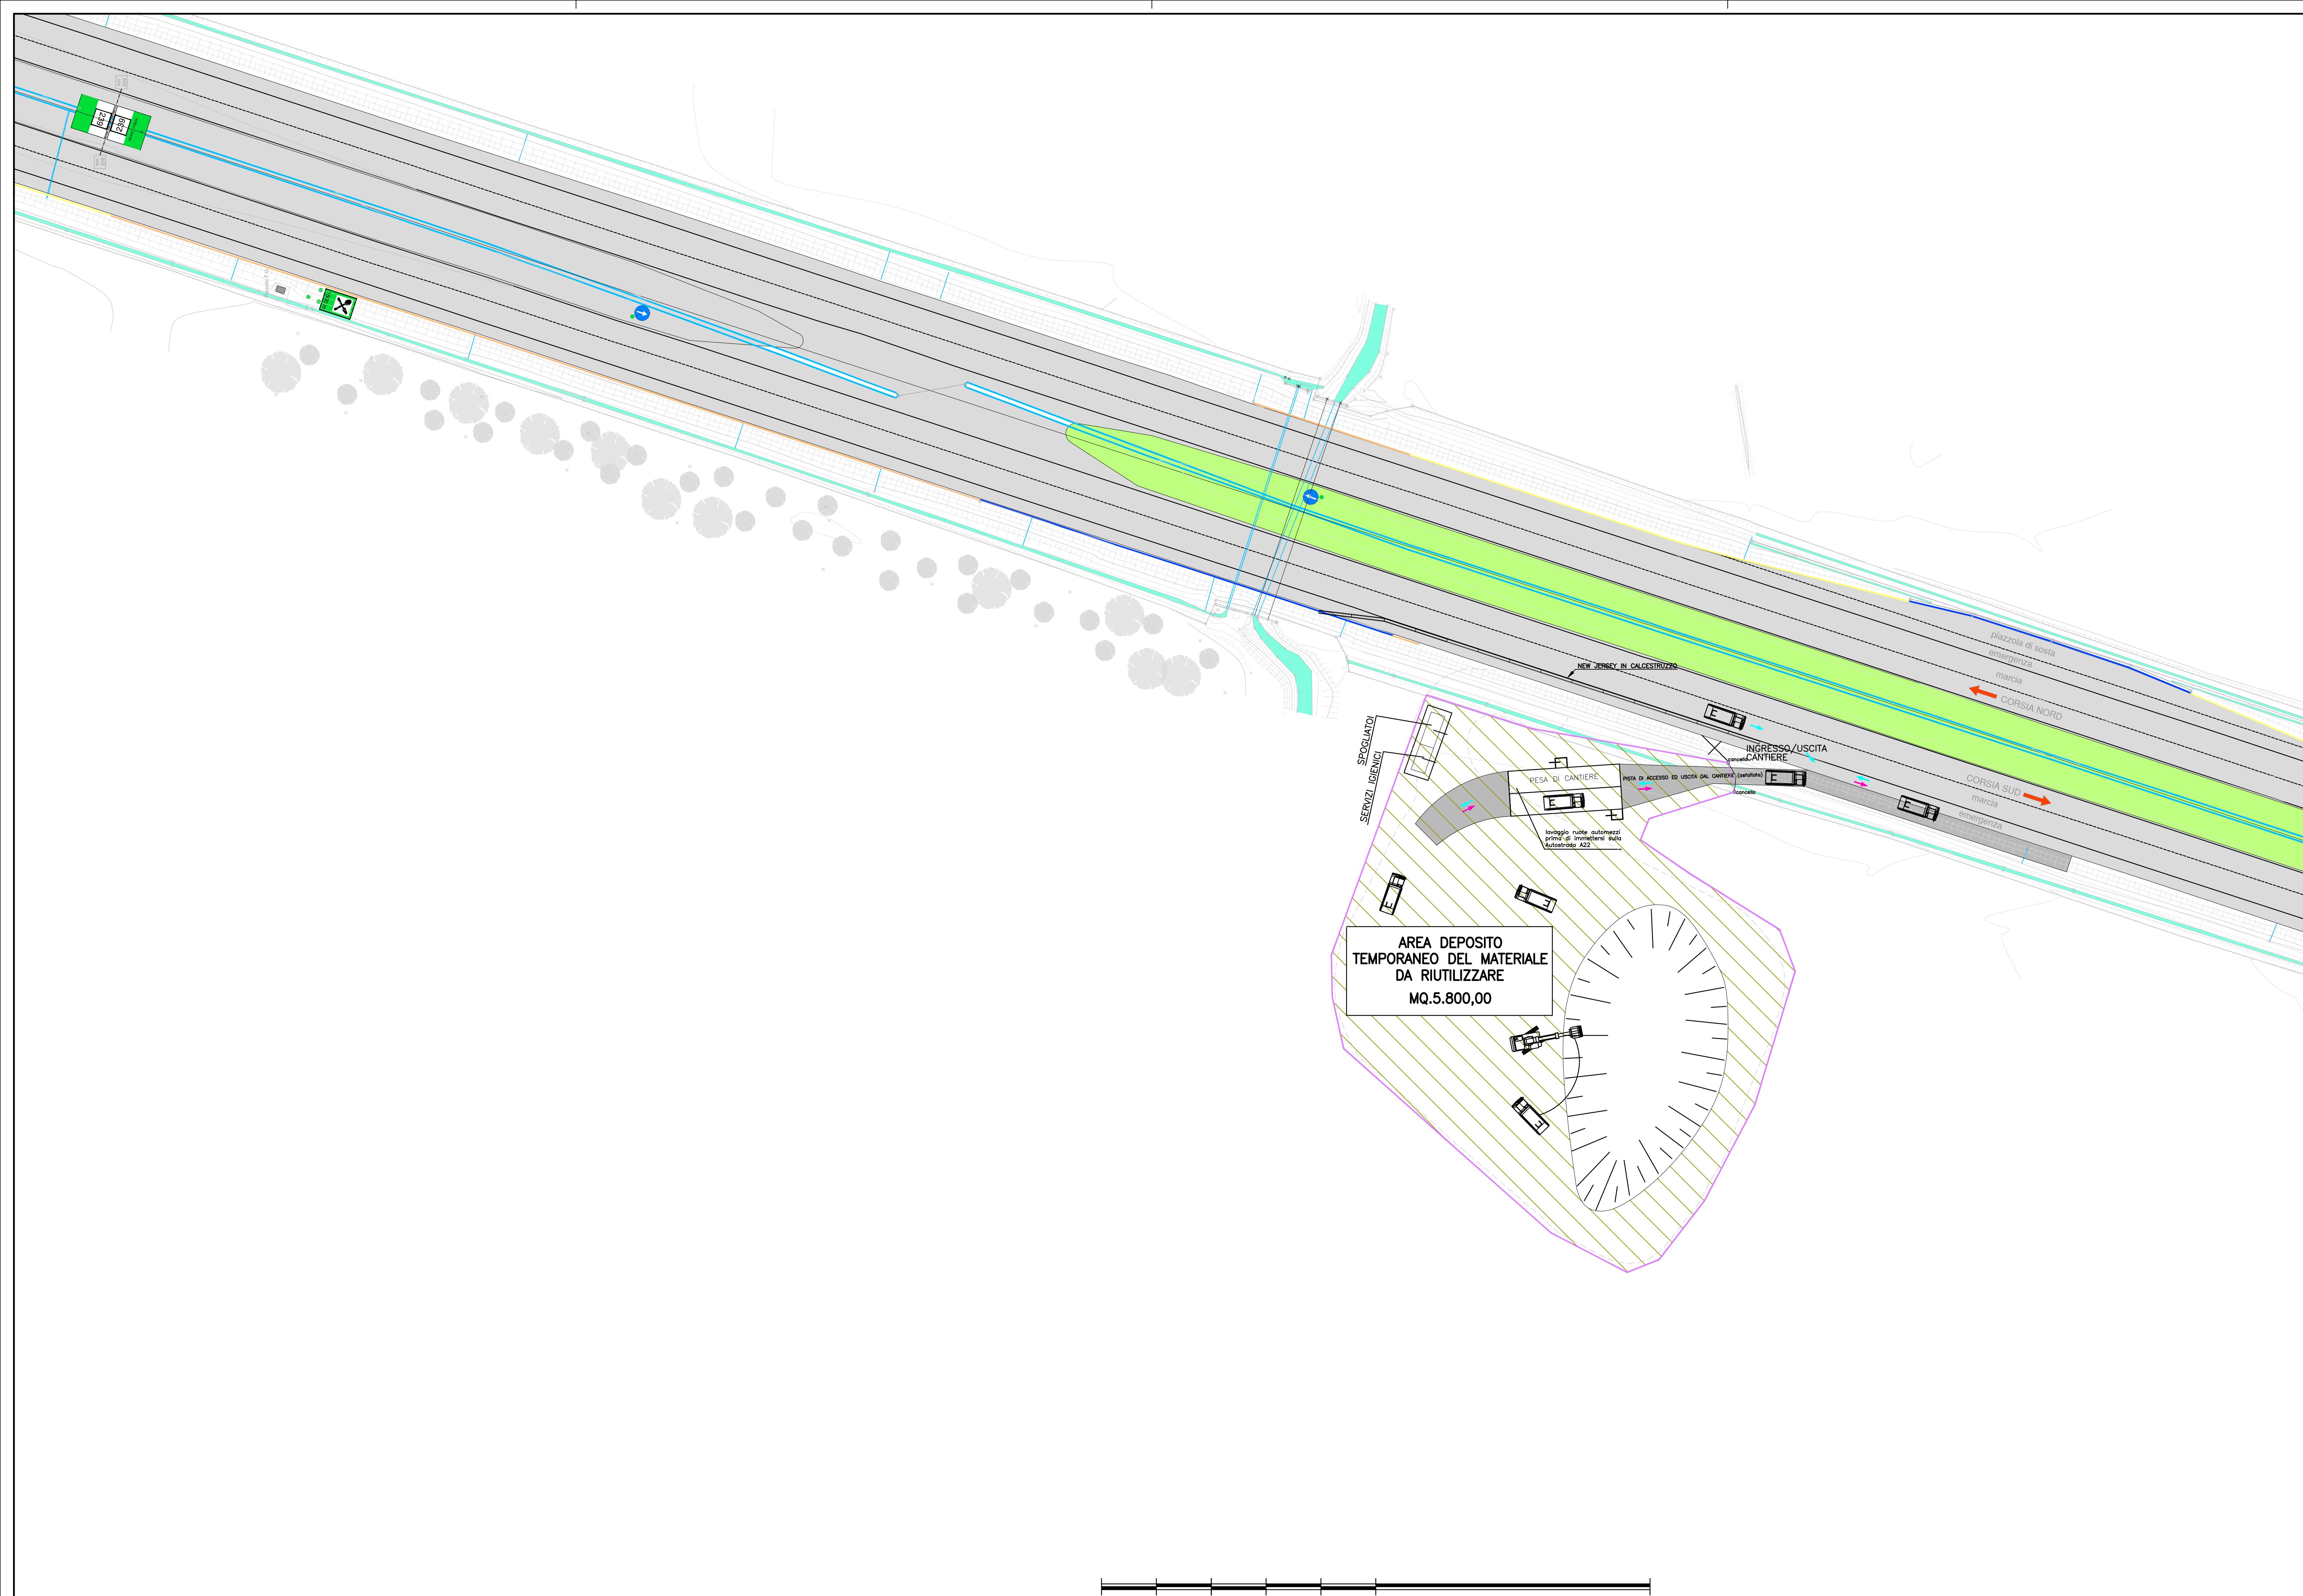 239
piazzola di sosta
emergenza
marcia
CORSIA NORD
NEW JERSEY IN CALCESTRUZZO
SPOGLIATOI
SERVIZI IGIENICI
INGRESSO/USCITA
CANTIERE
cancello
PESA DI CANTIERE
PISTA DI ACCESSO ED USCITA DAL CANTIERE (asfaltata)
cancello
CORSIA SUD
marcia
emergenza
lavaggio ruote automezzi
prima di immettersi sulla
Autostrada A22
AREA DEPOSITO
TEMPORANEO DEL MATERIALE
DA RIUTILIZZARE
MQ.5.800,00